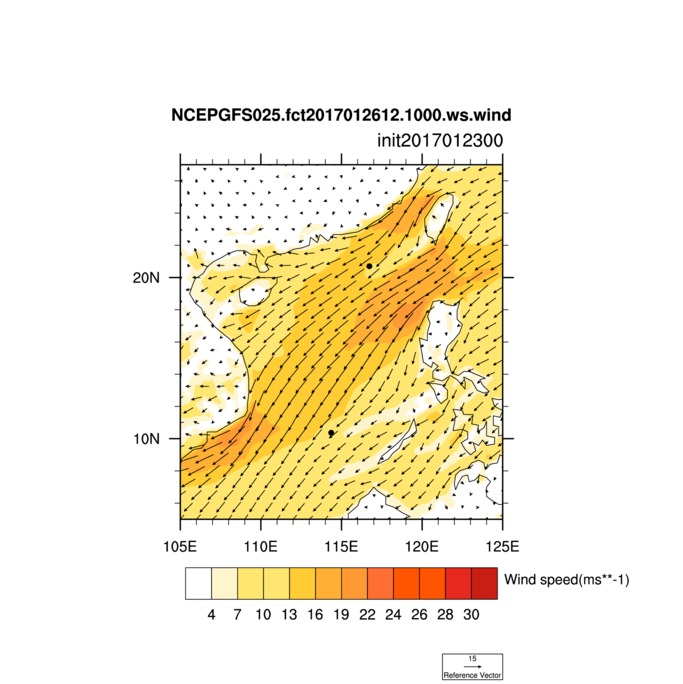 NCEPGFS025.fct2017012612.1000.ws.wind
init2017012300
20N
10N
105E 110E 115E 120E 125E
4 7 10 13 16 19 22 24 26 28 30
Wind speed(ms**-1)
15
Reference Vector